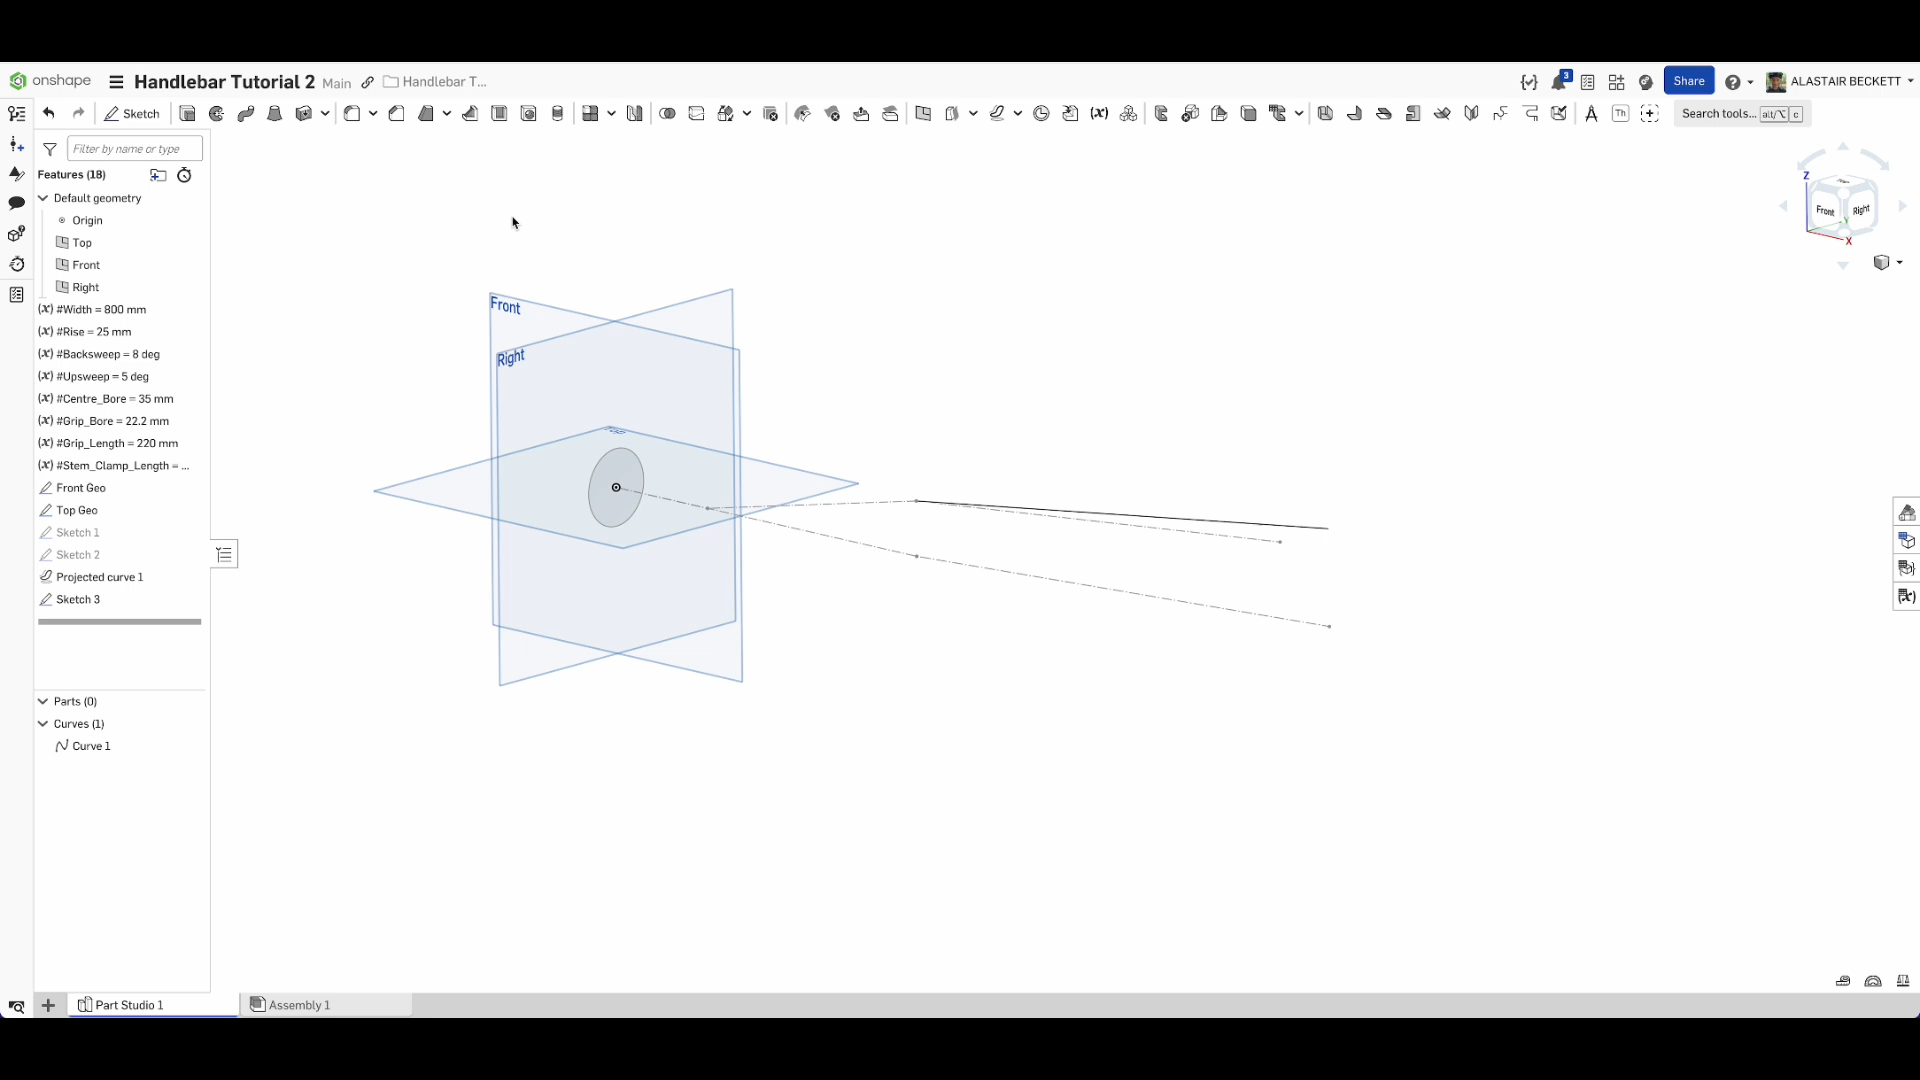 onshape
Handlebar Tutorial 2 Main Handlebar T...
3
Share
ALASTAIR BECKETT
Sketch
(x)
Th
Search tools... alt/⌥ c
Filter by name or type
Features (18)
Default geometry
Origin
Top
Front
Right
(x) #Width = 800 mm
(x) #Rise = 25 mm
(x) #Backsweep = 8 deg
(x) #Upsweep = 5 deg
(x) #Centre_Bore = 35 mm
(x) #Grip_Bore = 22.2 mm
(x) #Grip_Length = 220 mm
(x) #Stem_Clamp_Length = ...
Front Geo
Top Geo
Sketch 1
Sketch 2
Projected curve 1
Sketch 3
Parts (0)
Curves (1)
Curve 1
Front
Right
Top
Z
Front
Right
Y
X
(x)
Part Studio 1
Assembly 1